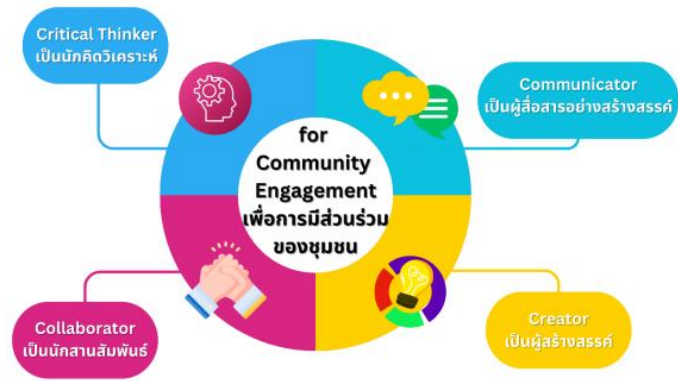 Critical Thinker
เป็นนักคิดวิเคราะห์
Communicator
เป็นผู้สื่อสารอย่างสร้างสรรค์
for
Community
Engagement
เพื่อการมีส่วนร่วม
ของชุมชน
Collaborator
เป็นนักสานสัมพันธ์
Creator
เป็นผู้สร้างสรรค์